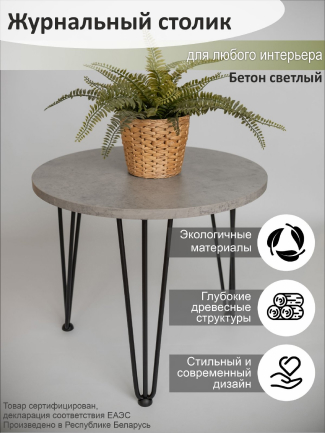 Журнальный столик
для любого интерьера
Бетон светлый
Экологичные
материалы
Глубокие
древесные
структуры
Стильный и
современный
дизайн
Товар сертифицирован,
декларация соответствия ЕАЭС
Произведено в Республике Беларусь